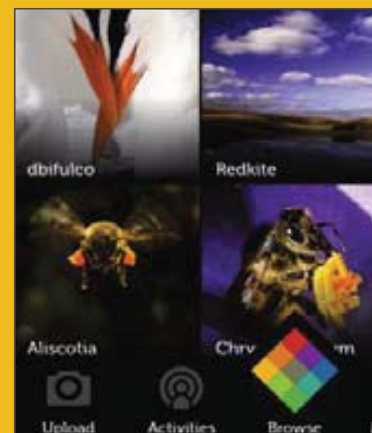 dbifulco
Redkite
Aliscotia
Upload
Activities
Browse